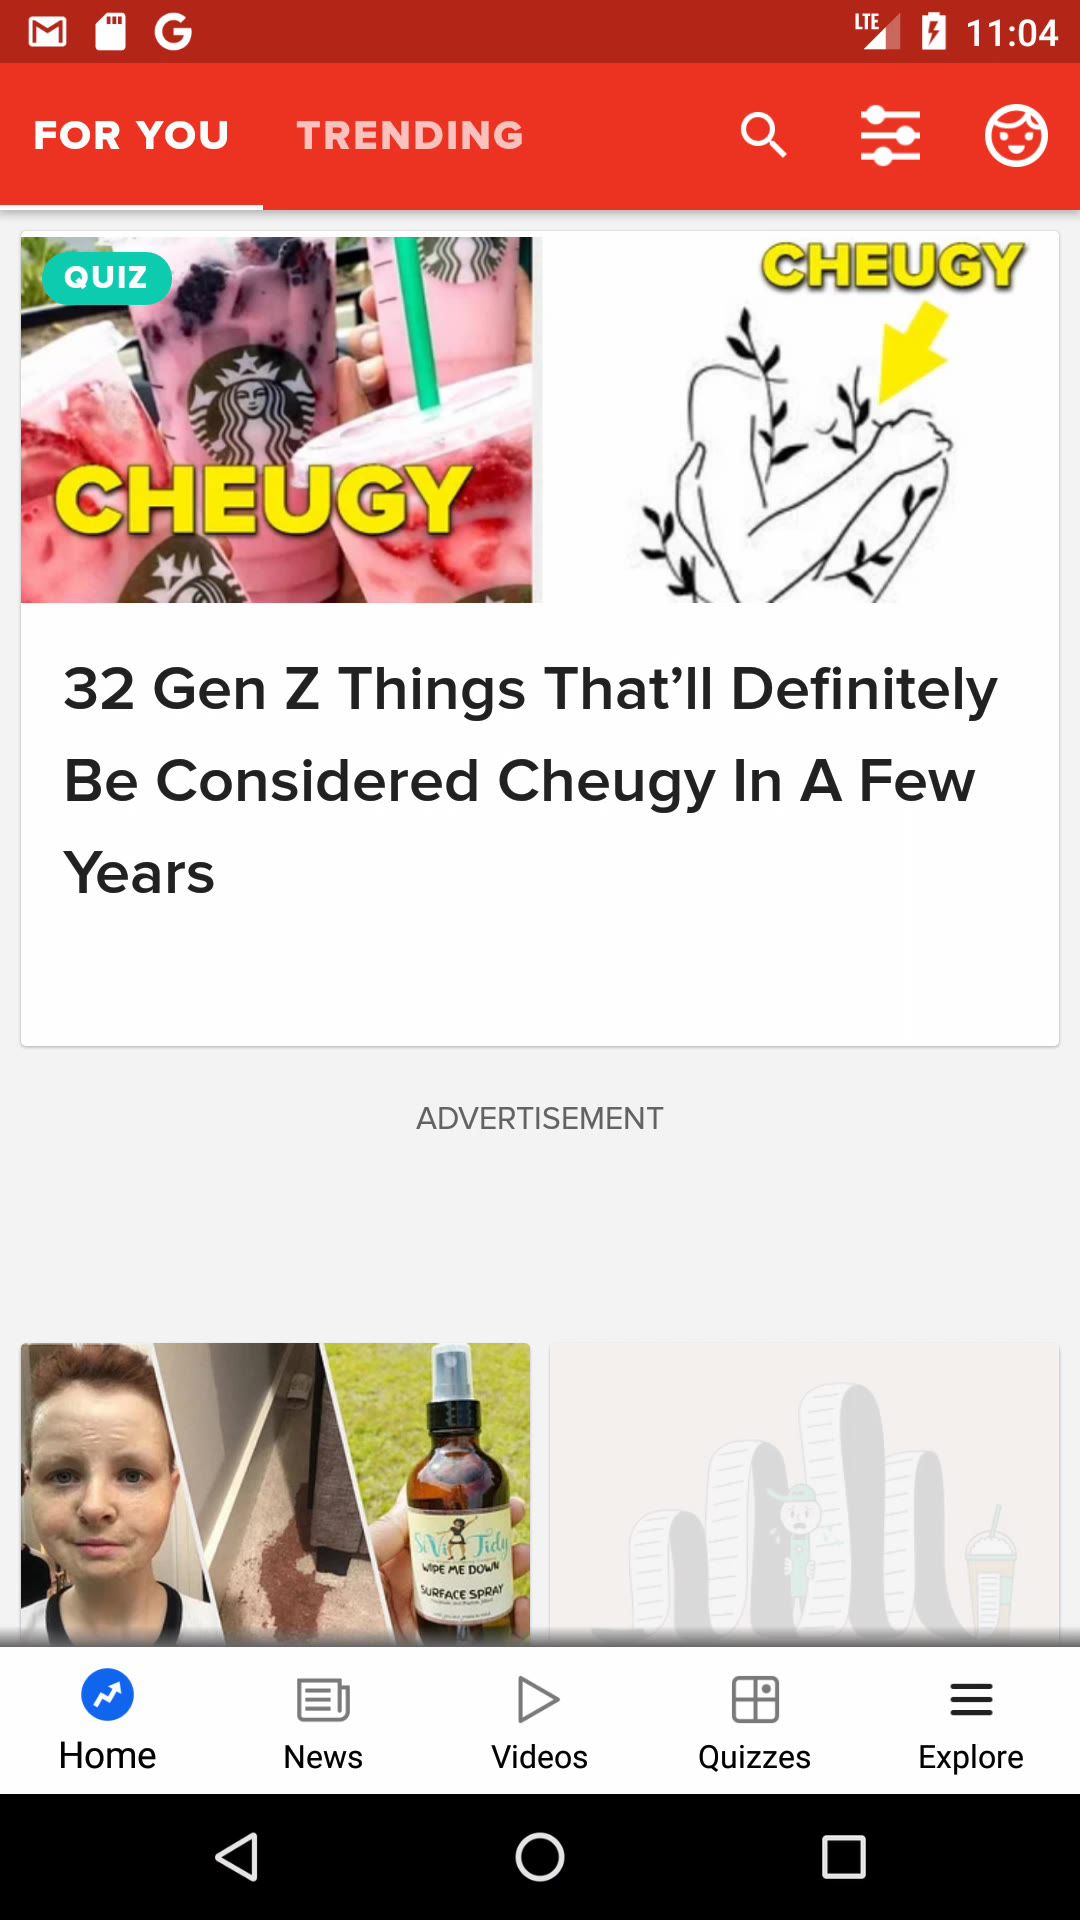 LTE 11:04
FOR YOU TRENDING
QUIZ
CHEUGY
CHEUGY
32 Gen Z Things That’ll Definitely
Be Considered Cheugy In A Few
Years
ADVERTISEMENT
Tidy
WIPE ME DOWN
SURFACE SPRAY
Home News Videos Quizzes Explore